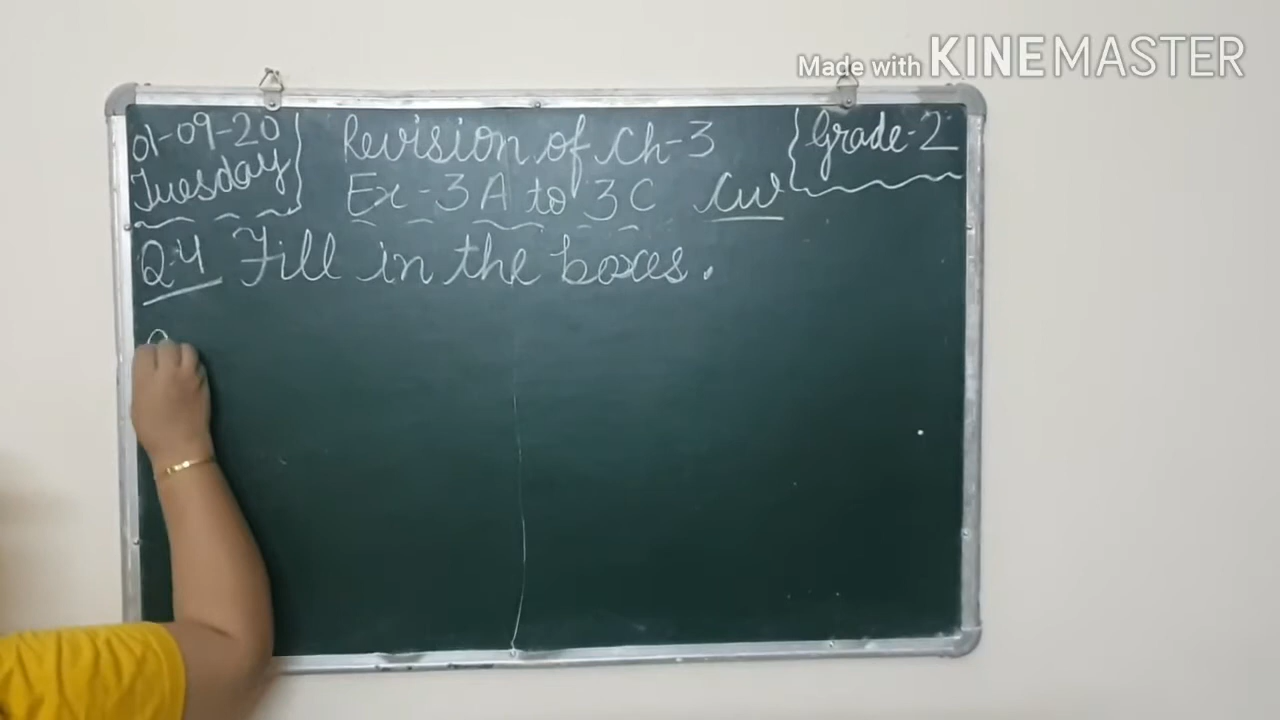 Made with KINEMASTER
01-09-20
Tuesday
Revision of Ch-3
Ex-3A to 3C CW
Grade-2
Q.4 Fill in the boxes.